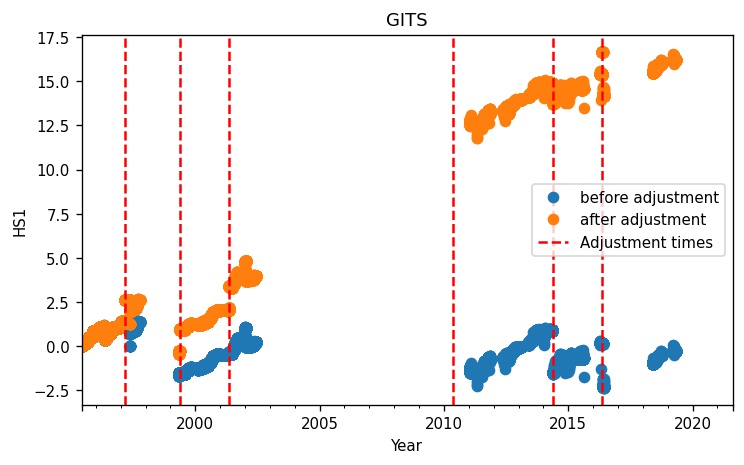 GITS
17.5
15.0
12.5
10.0
7.5
5.0
2.5
0.0
−2.5
HS1
before adjustment
after adjustment
Adjustment times
2000 2005 2010 2015 2020
Year